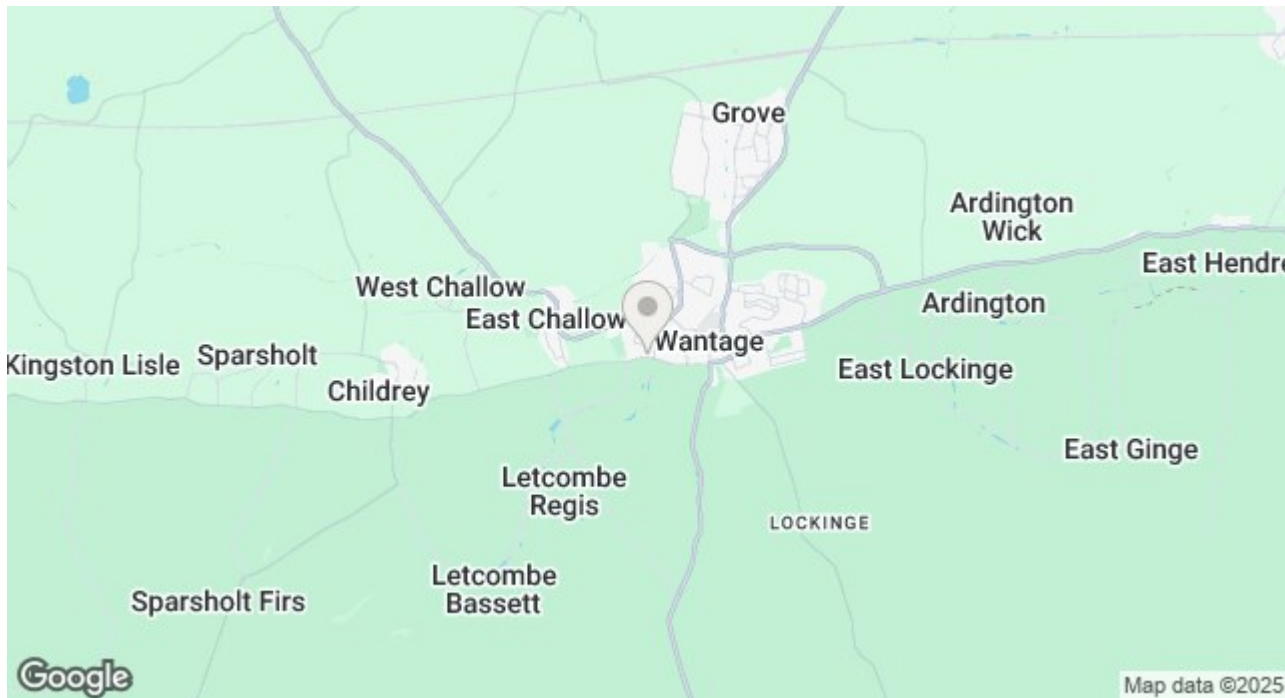 Grove
Ardington
Wick
East Hendre
West Challow
Ardington
East Challow
Wantage
Kingston Lisle
Sparsholt
East Lockinge
Childrey
East Ginge
Letcombe
Regis
LOCKINGE
Letcombe
Bassett
Sparsholt Firs
Google
Map data ©2025